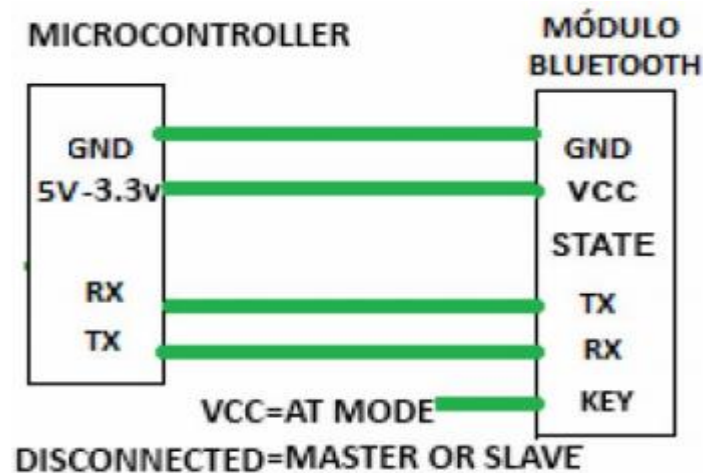 MICROCONTROLLER
MÓDULO
BLUETOOTH
GND
5V-3.3v
RX
TX
GND
VCC
STATE
TX
RX
KEY
VCC=AT MODE
DISCONNECTED=MASTER OR SLAVE